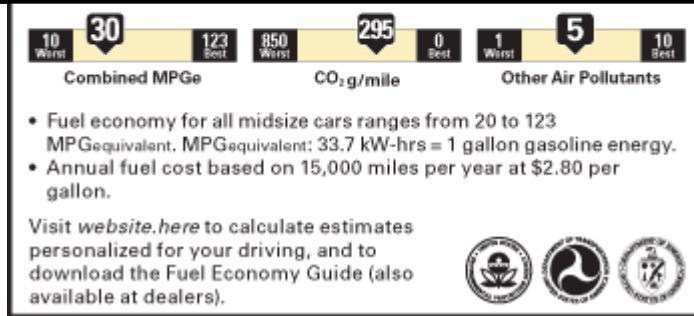 30
295
5
10 Worst
123 Best
850 Worst
0 Best
1 Worst
10 Best
Combined MPGe
CO₂ g/mile
Other Air Pollutants
• Fuel economy for all midsize cars ranges from 20 to 123
MPGequivalent. MPGequivalent: 33.7 kW-hrs = 1 gallon gasoline energy.
• Annual fuel cost based on 15,000 miles per year at $2.80 per
gallon.
Visit website.here to calculate estimates
personalized for your driving, and to
download the Fuel Economy Guide (also
available at dealers).